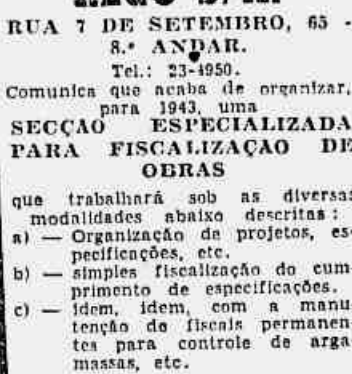 RUA 7 DE SETEMBRO, 65 -
8.º ANDAR.
Tel.: 23-4950.
Comunica que acaba de organizar,
para 1943, uma
SECÇAO ESPECIALIZADA
PARA FISCALIZAÇAO DE
OBRAS
que trabalhará sob as diversas
modalidades abaixo descritas:
a) — Organização de projetos, es-
pecificações, etc.
b) — simples fiscalização do cum-
primento de especificações.
c) — idem, idem, com a manu-
tenção de fiscais permanen-
tes para controle de arga-
massas, etc.